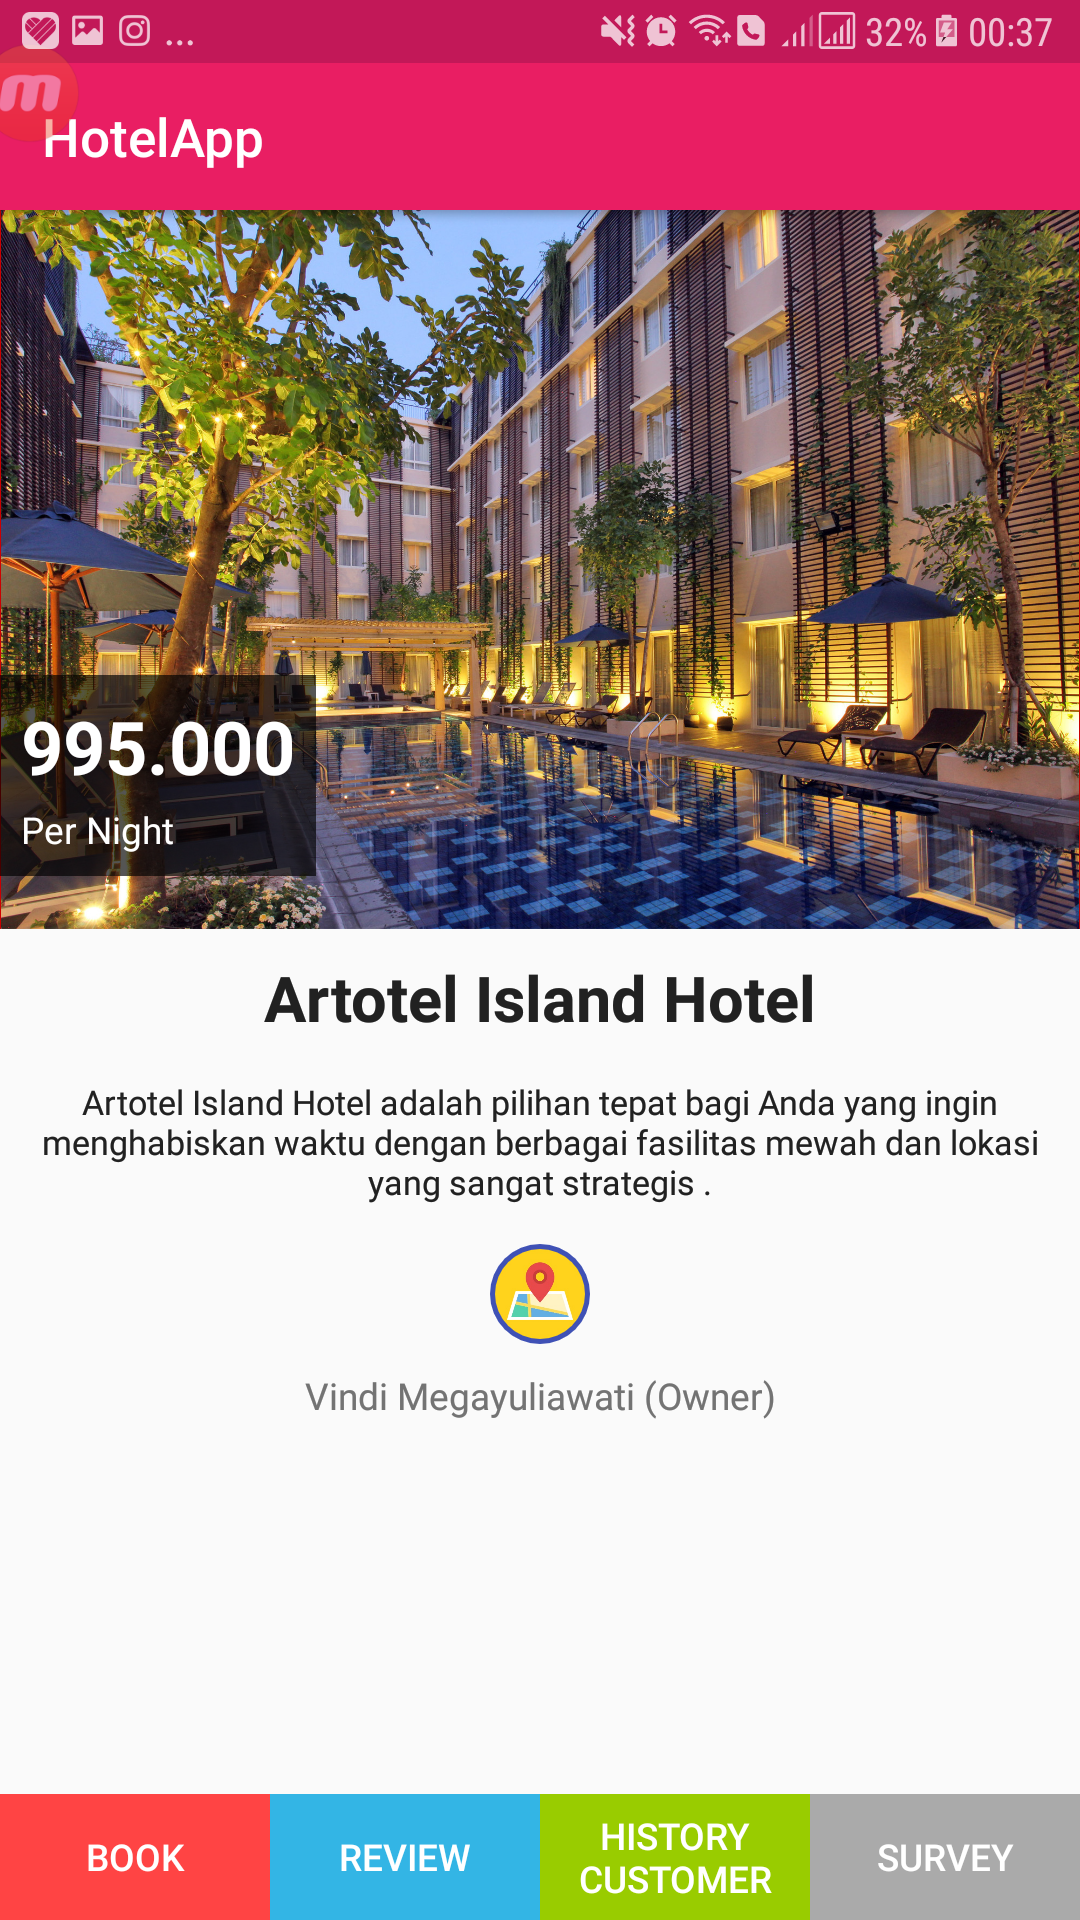 ... 32% 00:37
m
HotelApp
995.000
Per Night
Artotel Island Hotel
Artotel Island Hotel adalah pilihan tepat bagi Anda yang ingin
menghabiskan waktu dengan berbagai fasilitas mewah dan lokasi
yang sangat strategis .
Vindi Megayuliawati (Owner)
BOOK
REVIEW
HISTORY
CUSTOMER
SURVEY